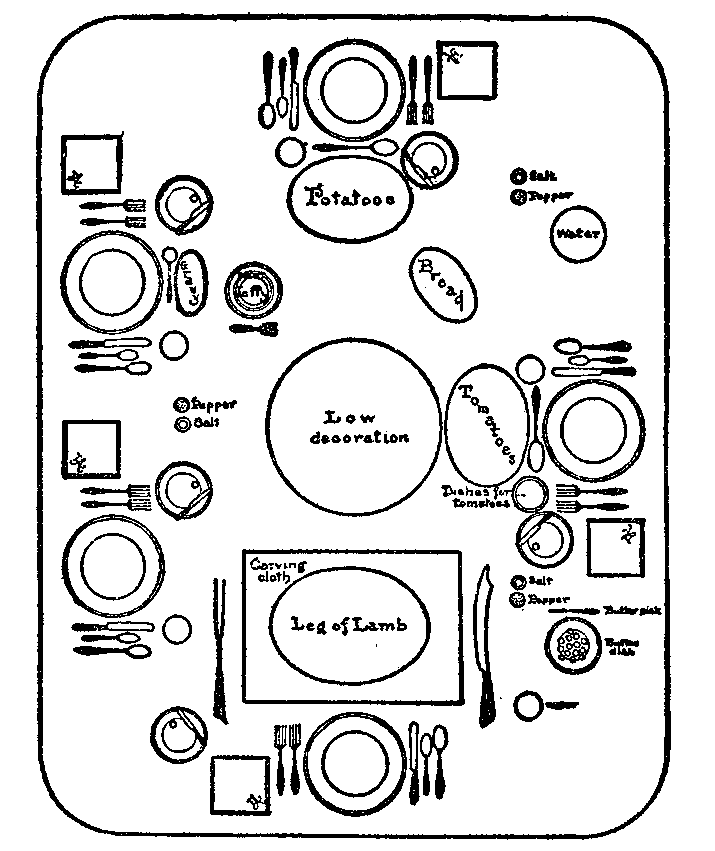 Potatoes
Salt
Pepper
Water
Bread
Pepper
Salt
Low
decoration
Tomatoes
Dishes for
tomatoes
Carving
cloth
Leg of Lamb
Salt
Pepper
Butter pick
Butter
dish